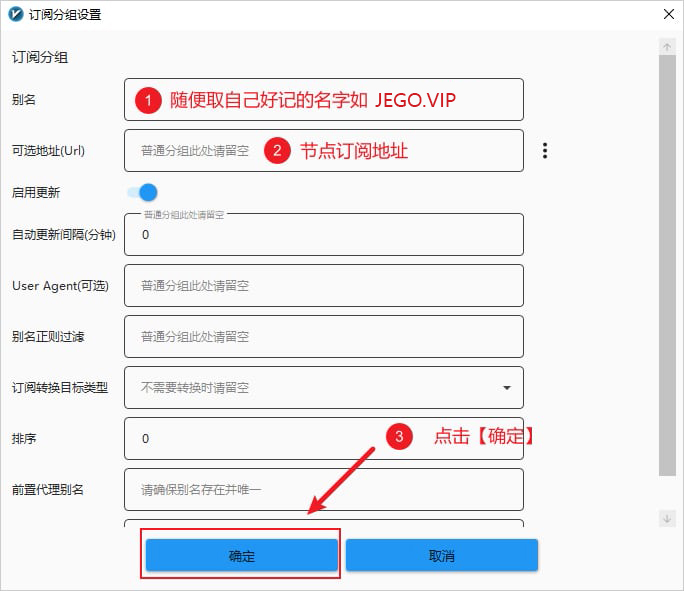 订阅分组设置
订阅分组
别名
1 随便取自己好记的名字如 JEGO.VIP
可选地址(Url)
普通分组此处请留空
2 节点订阅地址
启用更新
普通分组此处请留空
自动更新间隔(分钟)
0
User Agent(可选)
普通分组此处请留空
别名正则过滤
普通分组此处请留空
订阅转换目标类型
不需要转换时请留空
排序
0
3 点击【确定】
前置代理别名
请确保别名存在并唯一
确定
取消